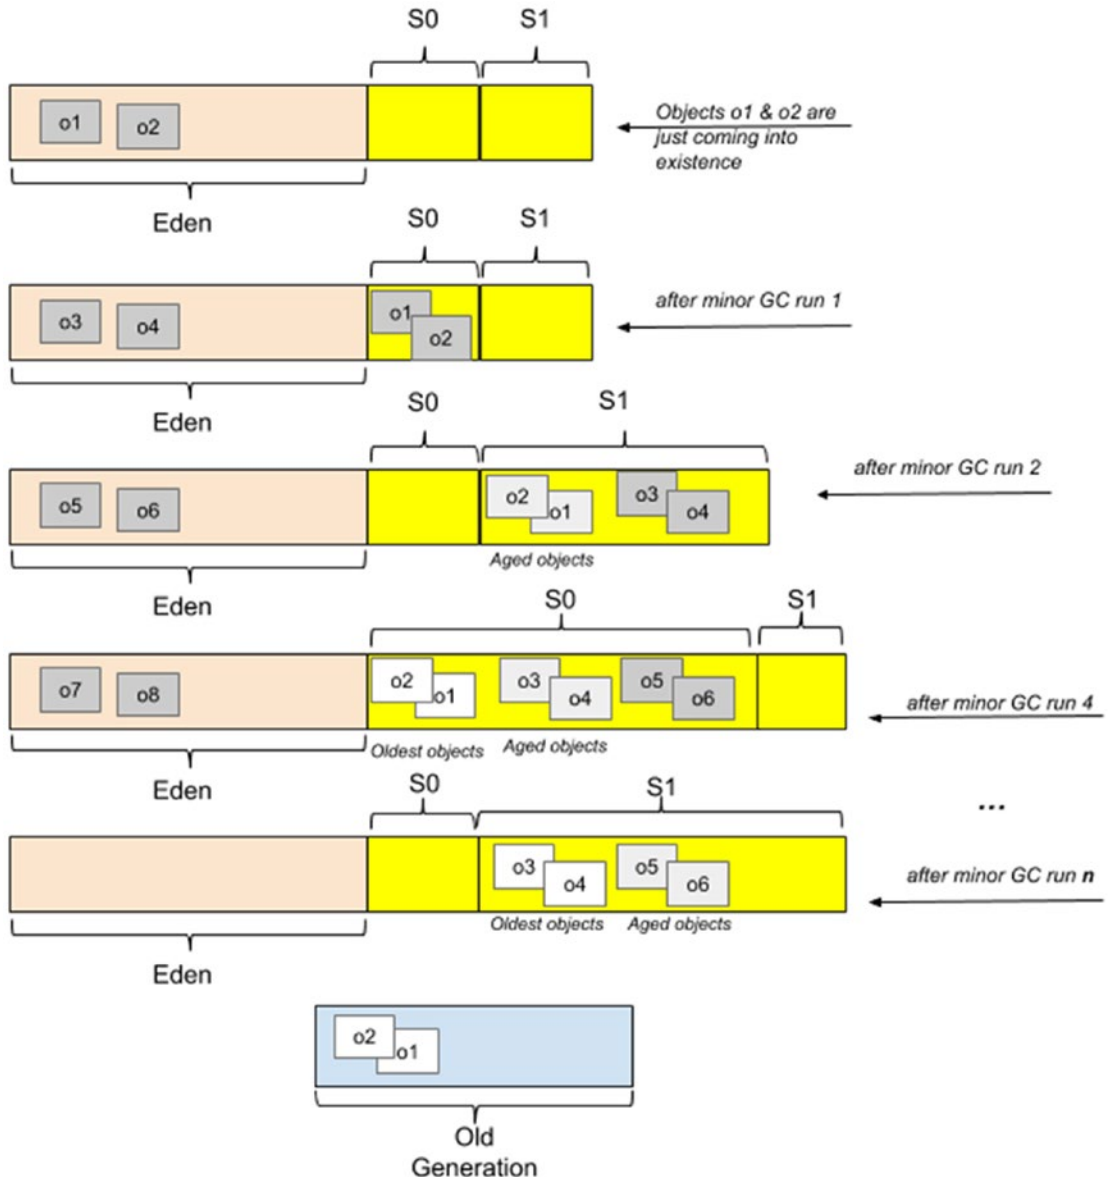 S0 S1
o1 o2
Objects o1 & o2 are
just coming into
existence
Eden
S0 S1
o3 o4 o1 o2
after minor GC run 1
Eden
S0 S1
o5 o6 o2 o1 o3 o4
after minor GC run 2
Aged objects
Eden
S0 S1
o7 o8 o2 o1 o3 o4 o5 o6
after minor GC run 4
Oldest objects Aged objects
Eden
S0 S1
...
o3 o4 o5 o6
after minor GC run n
Oldest objects Aged objects
Eden
o2 o1
Old
Generation